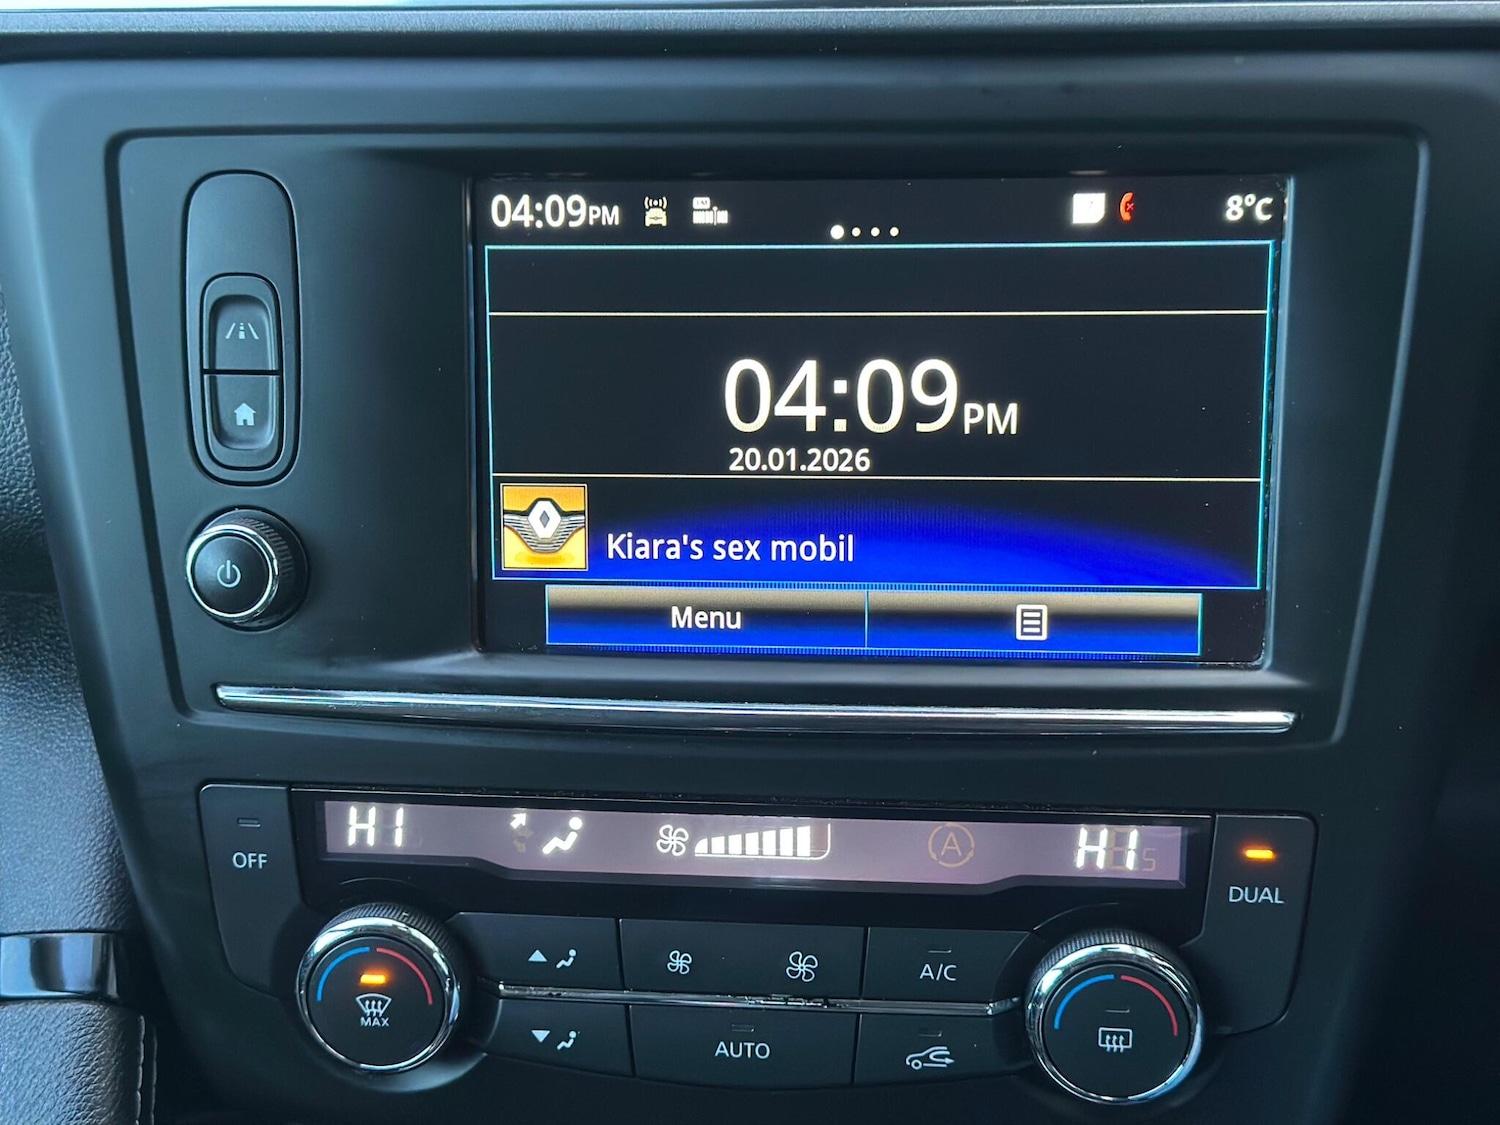 04:09PM
8°C
04:09PM
20.01.2026
Kiara's sex mobil
Menu
HI
A
HI
OFF
DUAL
MAX
A/C
AUTO